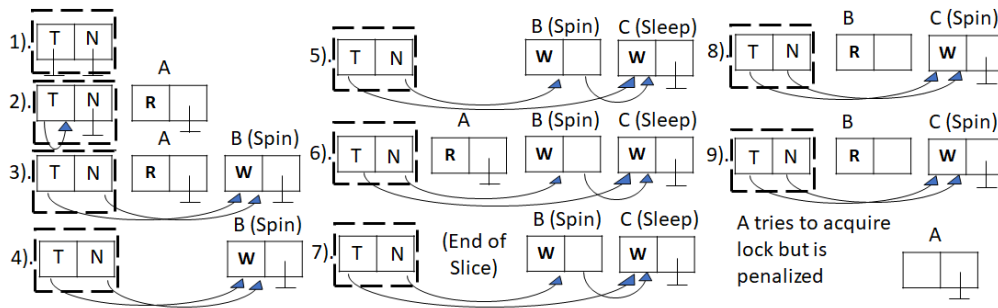 1).
T N
A
2).
T N
R
A
B (Spin)
3).
T N
R
W
B (Spin)
4).
T N
W
B (Spin)
C (Sleep)
5).
T N
W
W
A
B (Spin)
C (Sleep)
6).
T N
R
W
W
B (Spin)
C (Sleep)
7).
T N
(End of
Slice)
W
W
B
C (Spin)
8).
T N
R
W
B
C (Spin)
9).
T N
R
W
A tries to acquire
lock but is
penalized
A